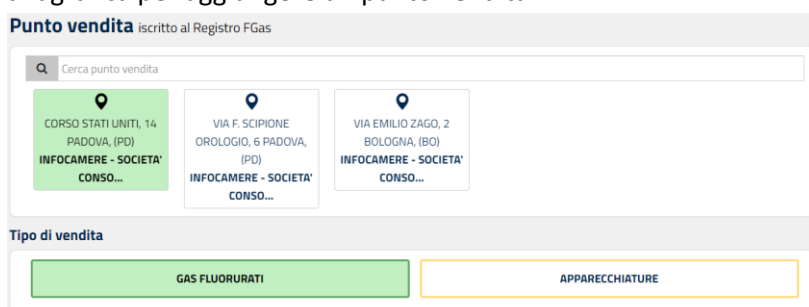 Punto vendita iscritto al Registro FGas
Cerca punto vendita
CORSO STATI UNITI, 14
PADOVA, (PD)
INFOCAMERE - SOCIETA'
CONSO...
VIA F. SCIPIONE
OROLOGIO, 6 PADOVA,
(PD)
INFOCAMERE - SOCIETA'
CONSO...
VIA EMILIO ZAGO, 2
BOLOGNA, (BO)
INFOCAMERE - SOCIETA'
CONSO...
Tipo di vendita
GAS FLUORURATI
APPARECCHIATURE